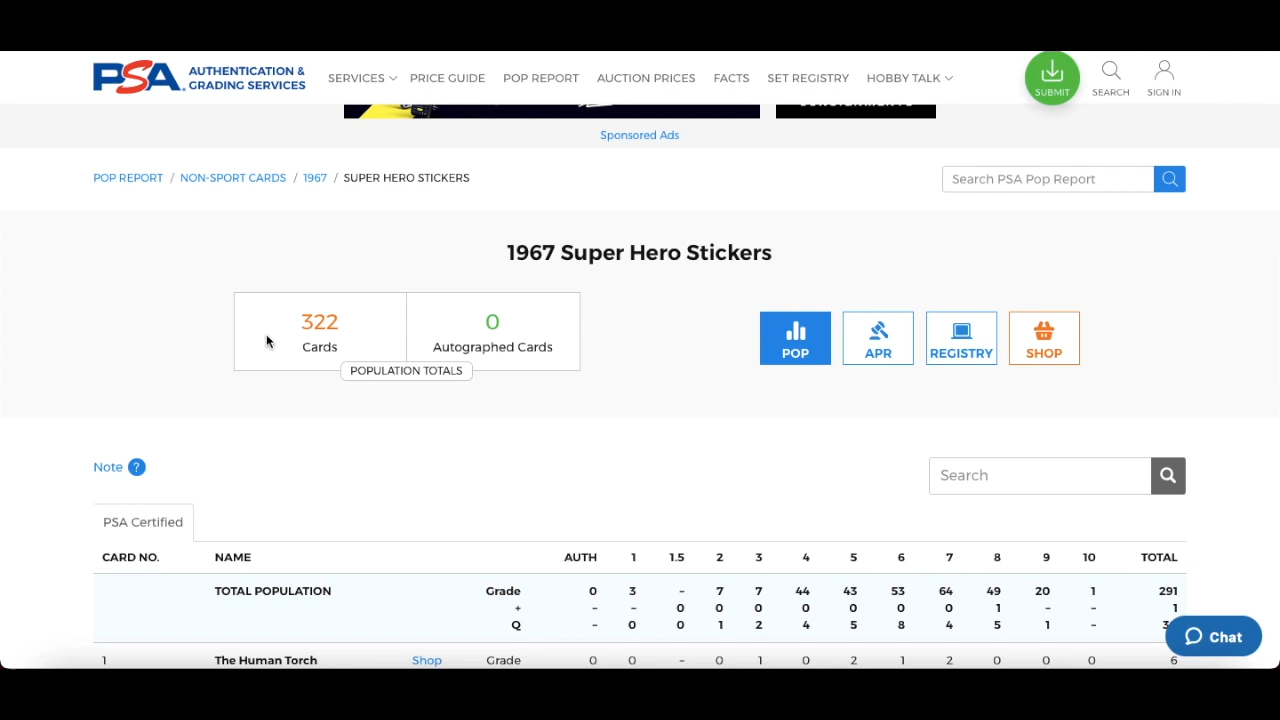 PSA AUTHENTICATION &
GRADING SERVICES
SERVICES PRICE GUIDE POP REPORT AUCTION PRICES FACTS SET REGISTRY HOBBY TALK
SUBMIT SEARCH SIGN IN
Sponsored Ads
POP REPORT / NON-SPORT CARDS / 1967 / SUPER HERO STICKERS
Search PSA Pop Report
1967 Super Hero Stickers
322 0
Cards Autographed Cards
POPULATION TOTALS
POP APR REGISTRY SHOP
Note ?
Search
PSA Certified
CARD NO. NAME AUTH 1 1.5 2 3 4 5 6 7 8 9 10 TOTAL
TOTAL POPULATION Grade 0 3 – 7 7 44 43 53 64 49 20 1 291
+ – – 0 0 0 0 0 0 0 1 – – 1
Q – 0 0 1 2 4 5 8 4 5 1 –
Chat
1 The Human Torch Shop Grade 0 0 – 0 1 0 2 1 2 0 0 0 6